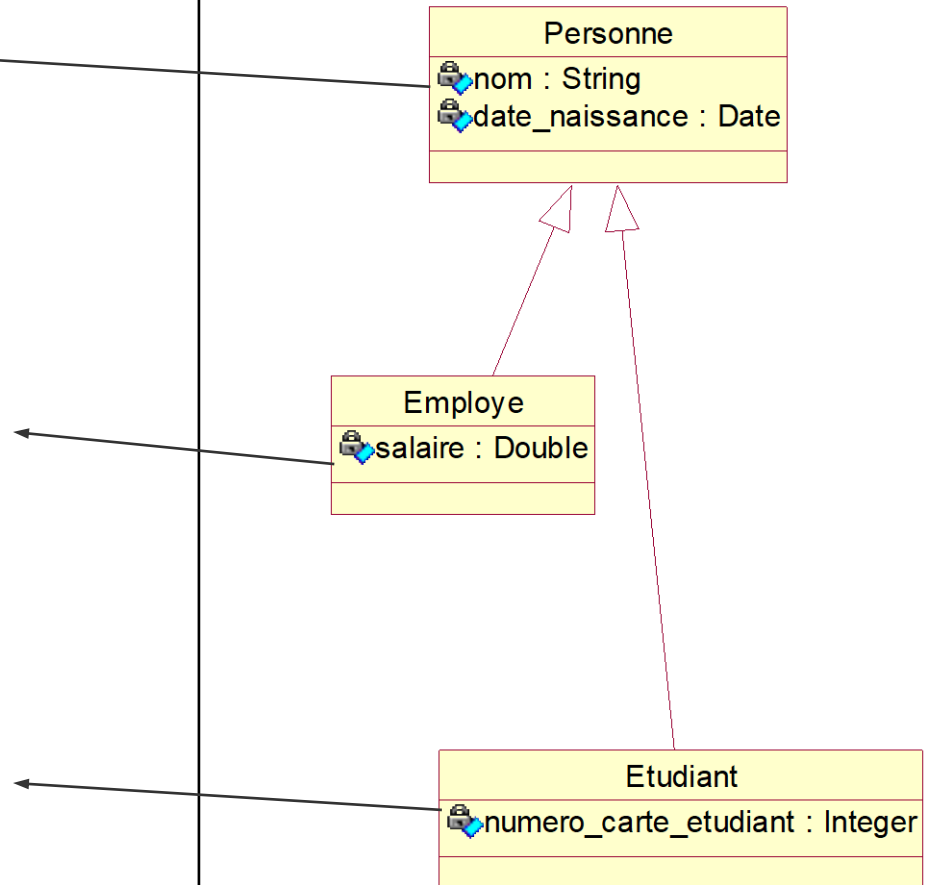 Personne
nom : String
date_naissance : Date
Employe
salaire : Double
Etudiant
numero_carte_etudiant : Integer